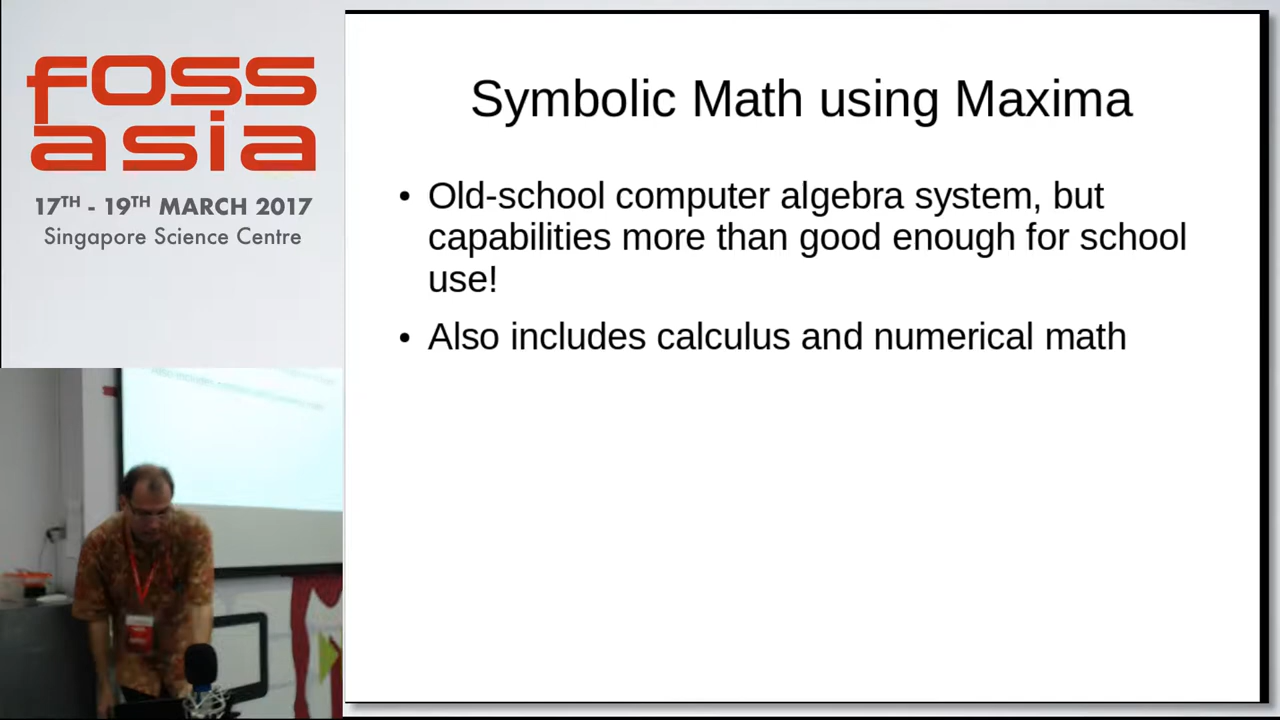 foss
asia
17TH - 19TH MARCH 2017
Singapore Science Centre
Symbolic Math using Maxima
• Old-school computer algebra system, but
capabilities more than good enough for school
use!
• Also includes calculus and numerical math